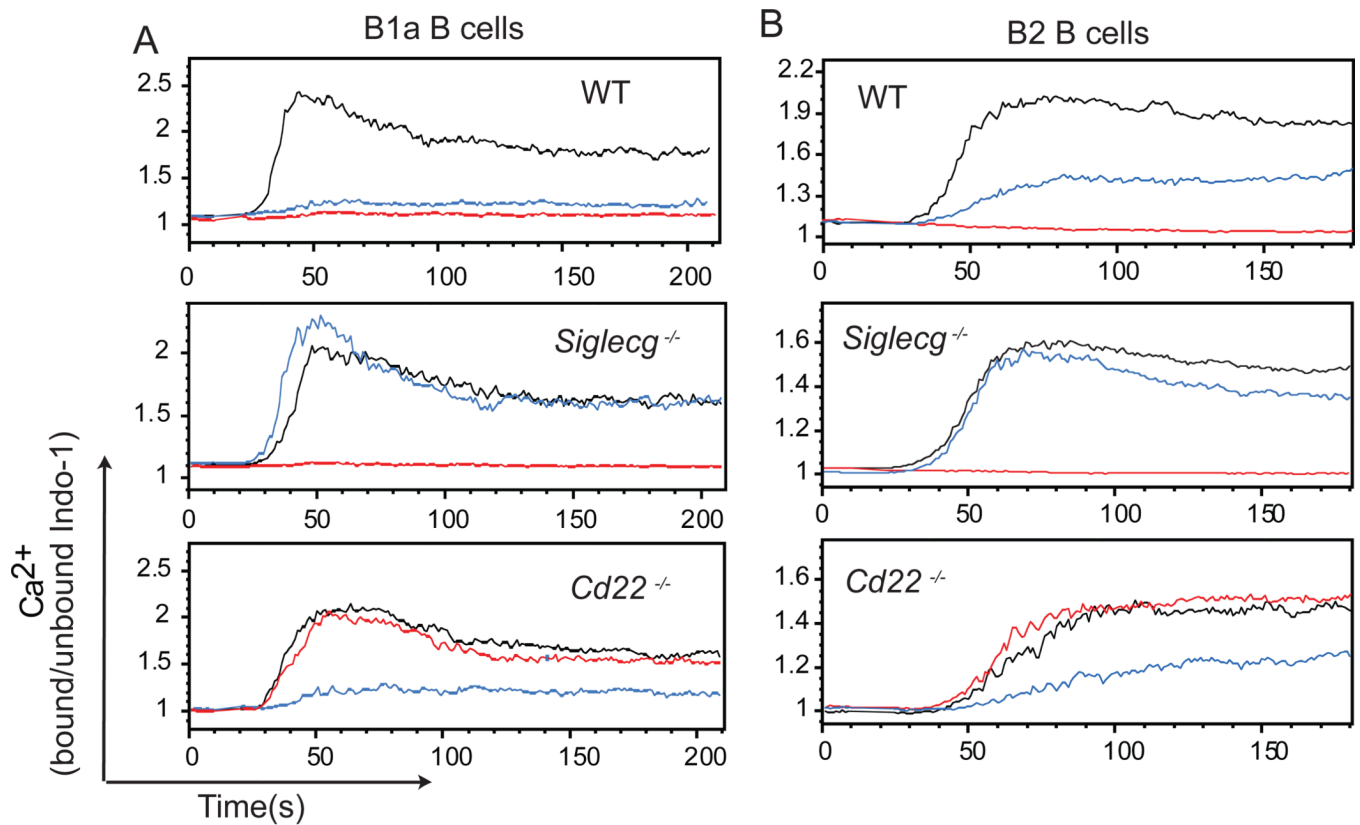 A
B1a B cells
WT
2.5
2
1.5
1
0 50 100 150 200
Siglecg -/-
2
1.5
1
0 50 100 150 200
Cd22 -/-
2.5
2
1.5
1
0 50 100 150 200
B
B2 B cells
WT
2.2
1.9
1.6
1.3
1
0 50 100 150
Siglecg -/-
1.6
1.4
1.2
1
0 50 100 150
Cd22 -/-
1.6
1.4
1.2
1
0 50 100 150
Ca2+
(bound/unbound Indo-1)
Time(s)